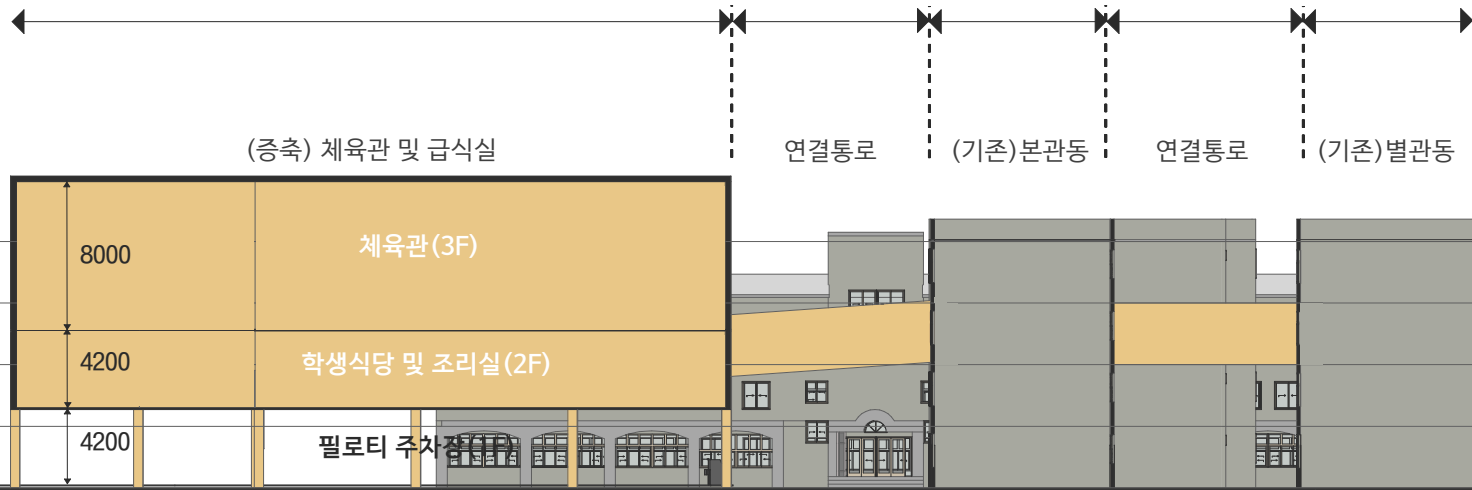 (증축) 체육관 및 급식실
연결통로
(기존)본관동
연결통로
(기존)별관동
8000
체육관(3F)
4200
학생식당 및 조리실(2F)
4200
필로티 주차장(1F)